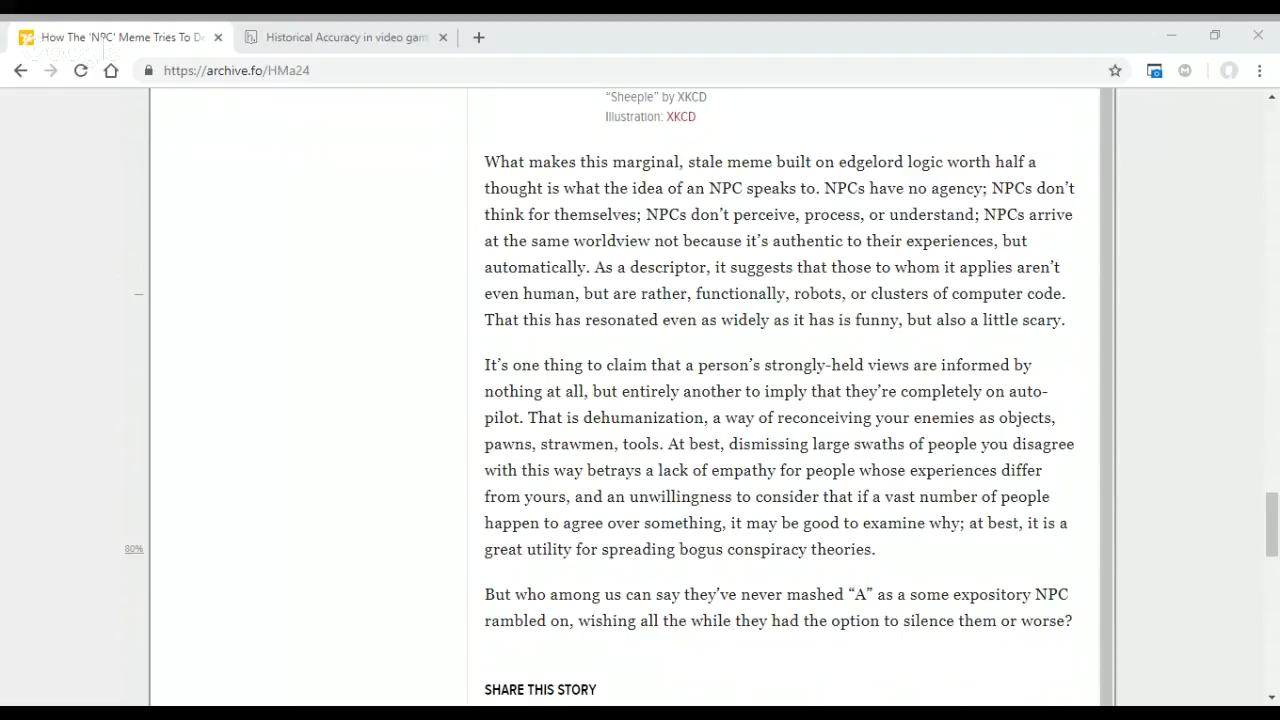 How The 'NPC' Meme Tries To De
Historical Accuracy in video gam
https://archive.fo/HMa24
“Sheeple” by XKCD
Illustration: XKCD
What makes this marginal, stale meme built on edgelord logic worth half a
thought is what the idea of an NPC speaks to. NPCs have no agency; NPCs don’t
think for themselves; NPCs don’t perceive, process, or understand; NPCs arrive
at the same worldview not because it’s authentic to their experiences, but
automatically. As a descriptor, it suggests that those to whom it applies aren’t
even human, but are rather, functionally, robots, or clusters of computer code.
That this has resonated even as widely as it has is funny, but also a little scary.
It’s one thing to claim that a person’s strongly-held views are informed by
nothing at all, but entirely another to imply that they’re completely on auto-
pilot. That is dehumanization, a way of reconceiving your enemies as objects,
pawns, strawmen, tools. At best, dismissing large swaths of people you disagree
with this way betrays a lack of empathy for people whose experiences differ
from yours, and an unwillingness to consider that if a vast number of people
happen to agree over something, it may be good to examine why; at best, it is a
80%
great utility for spreading bogus conspiracy theories.
But who among us can say they’ve never mashed “A” as a some expository NPC
rambled on, wishing all the while they had the option to silence them or worse?
SHARE THIS STORY